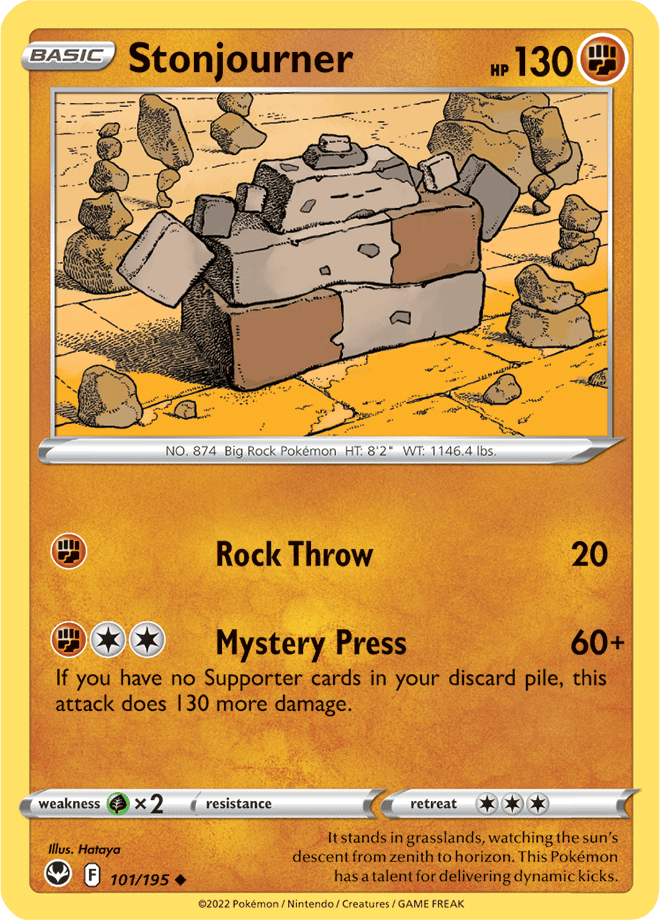 BASIC Stonjourner HP 130
NO. 874 Big Rock Pokémon HT: 8'2" WT: 1146.4 lbs.
Rock Throw 20
Mystery Press 60+
If you have no Supporter cards in your discard pile, this
attack does 130 more damage.
weakness ×2 resistance retreat
Illus. Hataya
F 101/195
It stands in grasslands, watching the sun's
descent from zenith to horizon. This Pokémon
has a talent for delivering dynamic kicks.
©2022 Pokémon / Nintendo / Creatures / GAME FREAK